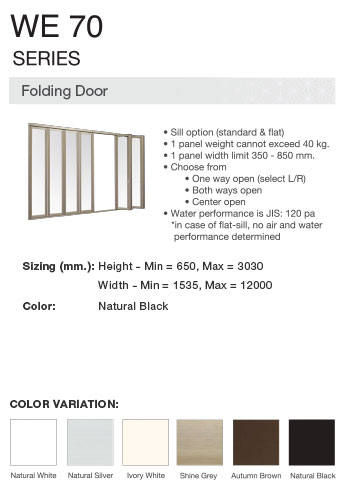 WE 70
SERIES
Folding Door
• Sill option (standard & flat)
• 1 panel weight cannot exceed 40 kg.
• 1 panel width limit 350 - 850 mm.
• Choose from
• One way open (select L/R)
• Both ways open
• Center open
• Water performance is JIS: 120 pa
*in case of flat-sill, no air and water
performance determined
Sizing (mm.): Height - Min = 650, Max = 3030
Width - Min = 1535, Max = 12000
Color: Natural Black
COLOR VARIATION:
Natural White Natural Silver Ivory White Shine Grey Autumn Brown Natural Black